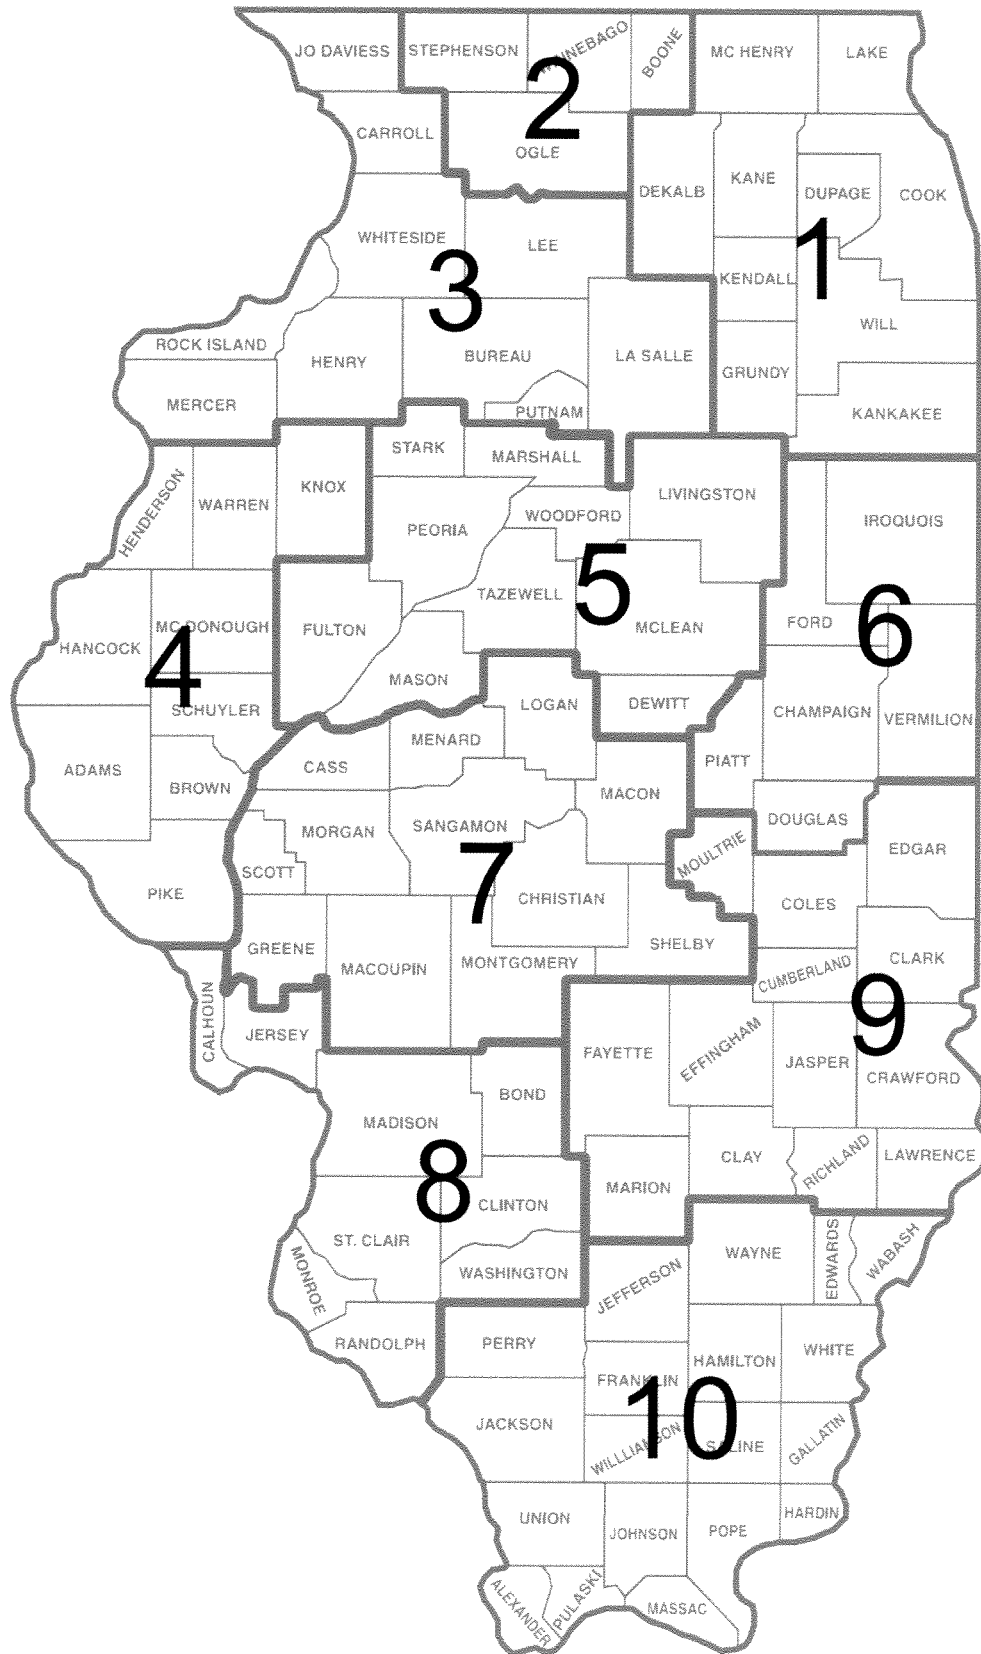 JO DAVIESS
STEPHENSON
WINNEBAGO
BOONE
MC HENRY
LAKE
2
CARROLL
OGLE
DEKALB
KANE
DUPAGE
COOK
WHITESIDE
LEE
3
KENDALL
1
ROCK ISLAND
HENRY
BUREAU
LA SALLE
WILL
GRUNDY
MERCER
PUTNAM
KANKAKEE
STARK
MARSHALL
HENDERSON
WARREN
KNOX
LIVINGSTON
PEORIA
WOODFORD
IROQUOIS
5
TAZEWELL
HANCOCK
MC DONOUGH
FULTON
MCLEAN
FORD
6
4
MASON
SCHUYLER
LOGAN
DEWITT
CHAMPAIGN
VERMILION
ADAMS
BROWN
CASS
MENARD
PIATT
MACON
MORGAN
SANGAMON
DOUGLAS
MOULTRIE
EDGAR
SCOTT
7
PIKE
CHRISTIAN
COLES
GREENE
MACOUPIN
MONTGOMERY
SHELBY
CUMBERLAND
CLARK
CALHOUN
JERSEY
9
FAYETTE
EFFINGHAM
JASPER
CRAWFORD
BOND
MADISON
8
CLAY
RICHLAND
LAWRENCE
MARION
CLINTON
ST. CLAIR
WAYNE
EDWARDS
WABASH
MONROE
WASHINGTON
JEFFERSON
RANDOLPH
PERRY
HAMILTON
WHITE
FRANKLIN
10
JACKSON
WILLLIAMSON
SALINE
GALLATIN
UNION
JOHNSON
POPE
HARDIN
ALEXANDER
PULASKI
MASSAC